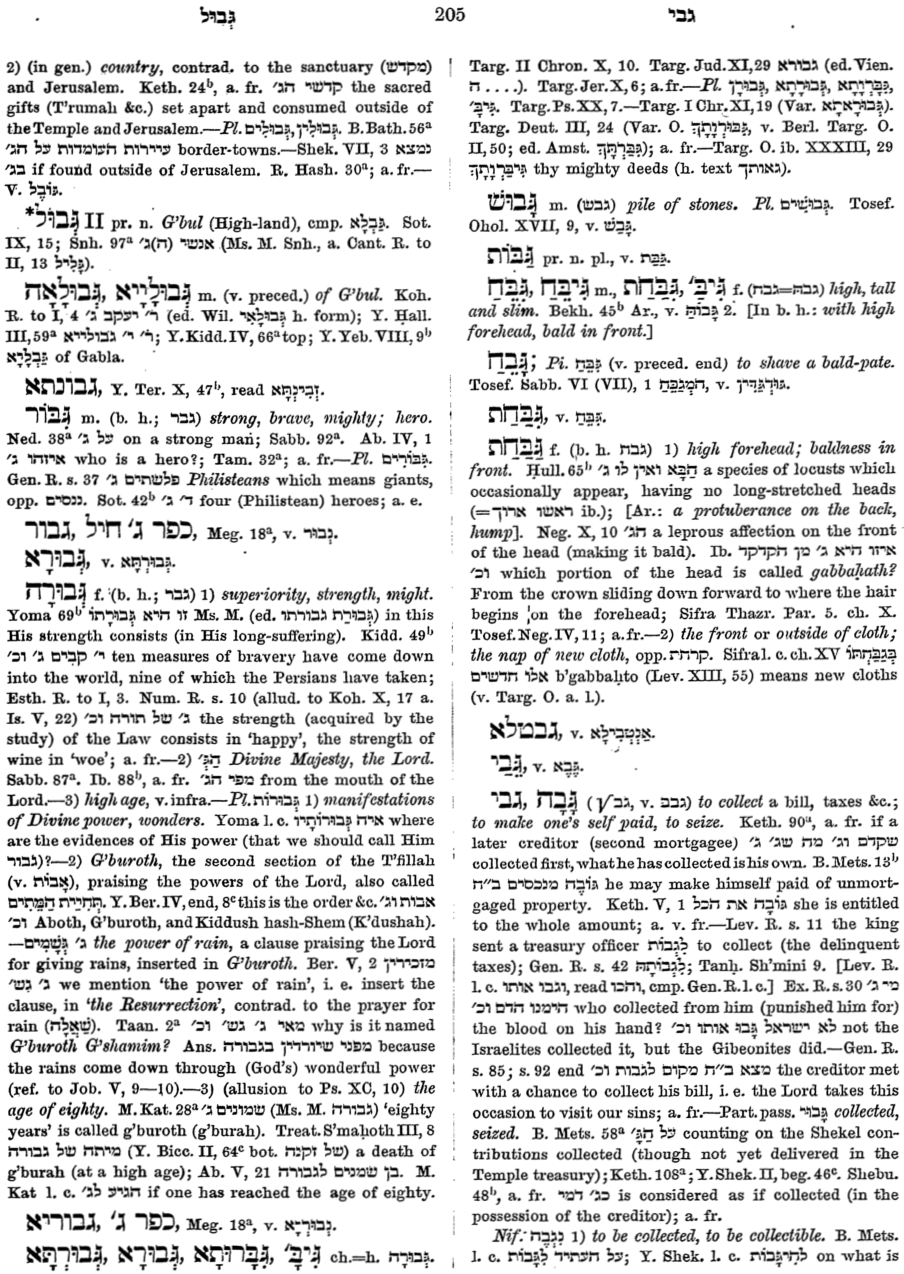 גְּבוּל
205
גבי
2) (in gen.) country, contrad. to the sanctuary (מקדש)
and Jerusalem. Keth. 24ᵇ, a. fr. קדשי הג׳ the sacred
gifts (T'rumah &c.) set apart and consumed outside of
the Temple and Jerusalem.—Pl. גְּבוּלִין, גְּבוּלִים. B. Bath. 56ᵃ
עיירות העומדות על הג׳ border-towns.—Shek. VII, 3 נמצא
בג׳ if found outside of Jerusalem. R. Hash. 30ᵃ; a. fr.—
V. גּוֹבֶל.
*גְּבוּל II pr. n. G'bul (High-land), cmp. גַּבְלָא. Sot.
IX, 15; Snh. 97ᵃ אנשי (ח)ג׳ (Ms. M. Snh., a. Cant. R. to
II, 13 גָּלִיל).
גְּבוּלָיָיא, גְּבוּלָאָה m. (v. preced.) of G'bul. Koh.
R. to I, 4 ר׳ יעקב ג׳ (ed. Wil. גְּבוּלָאִי h. form); Y. Hall.
III, 59ᵃ ר׳ י׳ גבולייא; Y. Kidd. IV, 66ᵃ top; Y. Yeb. VIII, 9ᵇ
גַּבְלָיָא of Gabla.
גבונתא, Y. Ter. X, 47ᵇ, read זְבִינְתָּא.
גִּבּוֹר m. (b. h.; גבר) strong, brave, mighty; hero.
Ned. 38ᵃ על ג׳ on a strong man; Sabb. 92ᵃ. Ab. IV, 1
איזהו ג׳ who is a hero?; Tam. 32ᵃ; a. fr.—Pl. גִּבּוֹרִים.
Gen. R. s. 37 פלשתים ג׳ Philisteans which means giants,
opp. ננסים. Sot. 42ᵇ ד׳ ג׳ four (Philistean) heroes; a. e.
כפר ג׳ חיל, גבור, Meg. 18ᵃ, v. נְבוּר.
גְּבוּרָא, v. גְּבוּרְתָּא.
גְּבוּרָה f. (b. h.; גבר) 1) superiority, strength, might.
Yoma 69ᵇ זו היא גְּבוּרָתוֹ Ms. M. (ed. גְּבוּרַת גבורתו) in this
His strength consists (in His long-suffering). Kidd. 49ᵇ
י׳ קבים ג׳ וכ׳ ten measures of bravery have come down
into the world, nine of which the Persians have taken;
Esth. R. to I, 3. Num. R. s. 10 (allud. to Koh. X, 17 a.
Is. V, 22) ג׳ של תורה וכ׳ the strength (acquired by the
study) of the Law consists in 'happy', the strength of
wine in 'woe'; a. fr.—2) הַגְּ׳ Divine Majesty, the Lord.
Sabb. 87ᵃ. Ib. 88ᵇ, a. fr. מפי הג׳ from the mouth of the
Lord.—3) high age, v. infra.—Pl. גְּבוּרוֹת 1) manifestations
of Divine power, wonders. Yoma l. c. איה גְּבוּרוֹתָיו where
are the evidences of His power (that we should call Him
גבור)?—2) G'buroth, the second section of the T'fillah
(v. אָבוֹת), praising the powers of the Lord, also called
תְּחִיַּית הַמֵּתִים. Y. Ber. IV, end, 8ᶜ this is the order &c. אבות וג׳
וכ׳ Aboth, G'buroth, and Kiddush hash-Shem (K'dushah).
—ג׳ גְּשָׁמִים the power of rain, a clause praising the Lord
for giving rains, inserted in G'buroth. Ber. V, 2 מזכירין
ג׳ גש׳ we mention 'the power of rain', i. e. insert the
clause, in 'the Resurrection', contrad. to the prayer for
rain (שְׁאֵלָה). Taan. 2ᵃ מאי ג׳ גש׳ וכ׳ why is it named
G'buroth G'shamim? Ans. מפני שיורדין בגבורה because
the rains come down through (God's) wonderful power
(ref. to Job. V, 9—10).—3) (allusion to Ps. XC, 10) the
age of eighty. M. Kat. 28ᵃ שמונים ג׳ (Ms. M. גבורה) 'eighty
years' is called g'buroth (g'burah). Treat. S'mahoth III, 8
מיתה של גבורה (Y. Bicc. II, 64ᶜ bot. של זקנה) a death of
g'burah (at a high age); Ab. V, 21 בן שמנים לגבורה. M.
Kat l. c. הגיע לג׳ if one has reached the age of eighty.
כפר ג׳, גבוריא, Meg. 18ᵃ, v. נְבוּרְיָא.
גִּיבָּ׳, גִּבָּרוּתָא, גְּבוּרָא, גְּבוּרְתָּא ch.=h. גְּבוּרָה.
Targ. II Chron. X, 10. Targ. Jud. XI, 29 גבורא (ed. Vien.
ה ....). Targ. Jer. X, 6; a. fr.—Pl. גְּבוּרָן, גְּבוּרָתָא, גִּבָּרְוָתָא,
גִּיבָּ׳. Targ. Ps. XX, 7.—Targ. I Chr. XI, 19 (Var. גְּבוּרָאתָא).
Targ. Deut. III, 24 (Var. O. גְּבוּרְוָתָךְ, v. Berl. Targ. O.
II, 50; ed. Amst. גִּבָּרְתָךְ); a. fr.—Targ. O. ib. XXXIII, 29
גִּיבָּרְוָתָךְ thy mighty deeds (h. text גאותך).
גָּבוּשׁ m. (גבש) pile of stones. Pl. גְּבוּשִׁים. Tosef.
Ohol. XVII, 9, v. גָּבַשׁ.
גַּבּוֹת pr. n. pl., v. גַּבַּת.
גִּבֵּחַ, גִּיבֵּחַ m., גִּבַּחַת, גִּיבַּ׳ f. (גבה=גבח) high, tall
and slim. Bekh. 45ᵇ Ar., v. גָּבוֹהַּ 2. [In b. h.: with high
forehead, bald in front.]
גָּבַח; Pi. גִּבַּח (v. preced. end) to shave a bald-pate.
Tosef. Sabb. VI (VII), 1 הַמְגַבֵּחַ, v. גּוּדְגְּדִין.
גִּבַּחַת, v. גִּבֵּחַ.
גַּבַּחַת f. (b. h. גבח) 1) high forehead; baldness in
front. Hull. 65ᵇ הַבָּא ואין לו ג׳ a species of locusts which
occasionally appear, having no long-stretched heads
(=ראשו ארוך ib.); [Ar.: a protuberance on the back,
hump]. Neg. X, 10 הג׳ a leprous affection on the front
of the head (making it bald). Ib. איזו היא ג׳ מן הקדקד
וכ׳ which portion of the head is called gabbahath?
From the crown sliding down forward to where the hair
begins on the forehead; Sifra Thazr. Par. 5. ch. X.
Tosef. Neg. IV, 11; a. fr.—2) the front or outside of cloth;
the nap of new cloth, opp. קרחת. Sifra l. c. ch. XV בְּגַבַּחְתּוֹ
אלו חדשים b'gabbahto (Lev. XIII, 55) means new cloths
(v. Targ. O. a. l.).
גבטלא, v. אַנְטְבִילָא.
גַּבֵּי, v. גַּבָּא.
גָּבָה, גבי (√גב, v. גבב) to collect a bill, taxes &c.;
to make one's self paid, to seize. Keth. 90ᵃ, a. fr. if a
later creditor (second mortgagee) שקדם וג׳ מה שג׳ ג׳
collected first, what he has collected is his own. B. Mets. 13ᵇ
גּוֹבֶה מנכסים ב״ח he may make himself paid of unmort-
gaged property. Keth. V, 1 גובה את הכל she is entitled
to the whole amount; a. v. fr.—Lev. R. s. 11 the king
sent a treasury officer לִגְבּוֹת to collect (the delinquent
taxes); Gen. R. s. 42 לִגְבּוֹתָהּ; Tanh. Sh'mini 9. [Lev. R.
l. c. וגבו אותו, read והכו, cmp. Gen. R. l. c.] Ex. R. s. 30 מי ג׳
הימנו הדם וכ׳ who collected from him (punished him for)
the blood on his hand? לא ישראל גָּבוּ אותו וכ׳ not the
Israelites collected it, but the Gibeonites did.—Gen. R.
s. 85; s. 92 end מצא ב״ח מקום לגבות וכ׳ the creditor met
with a chance to collect his bill, i. e. the Lord takes this
occasion to visit our sins; a. fr.—Part. pass. גָּבוּי collected,
seized. B. Mets. 58ᵃ על הַגָּ׳ counting on the Shekel con-
tributions collected (though not yet delivered in the
Temple treasury); Keth. 108ᵃ; Y. Shek. II, beg. 46ᶜ. Shebu.
48ᵇ, a. fr. כג׳ דמי is considered as if collected (in the
possession of the creditor); a. fr.
Nif. נִגְבָּה 1) to be collected, to be collectible. B. Mets.
l. c. על העתיד לִגָּבוֹת; Y. Shek. l. c. לְהִיגָּבוֹת on what is